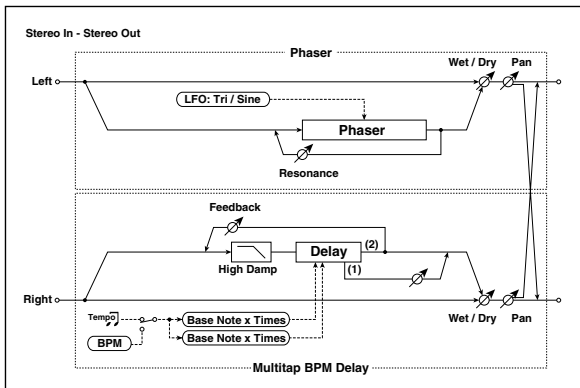 Stereo In - Stereo Out
Phaser
Wet / Dry
Pan
Left
LFO: Tri / Sine
Phaser
Resonance
Feedback
High Damp
Delay
(2)
(1)
Right
Tempo
BPM
Base Note x Times
Base Note x Times
Wet / Dry
Pan
Multitap BPM Delay